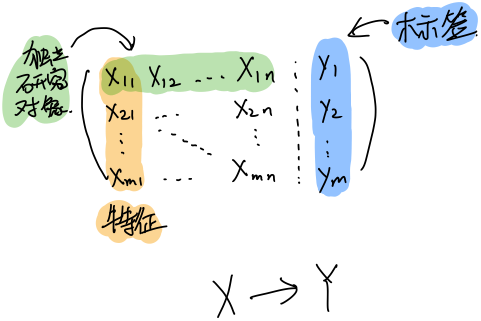 标签
独立
研究
对象
X11 X12 ... X1n y1
X21 ... X2n y2
⋮ ⋮ ⋮
Xm1 ... Xmn ym
特征
X → Y